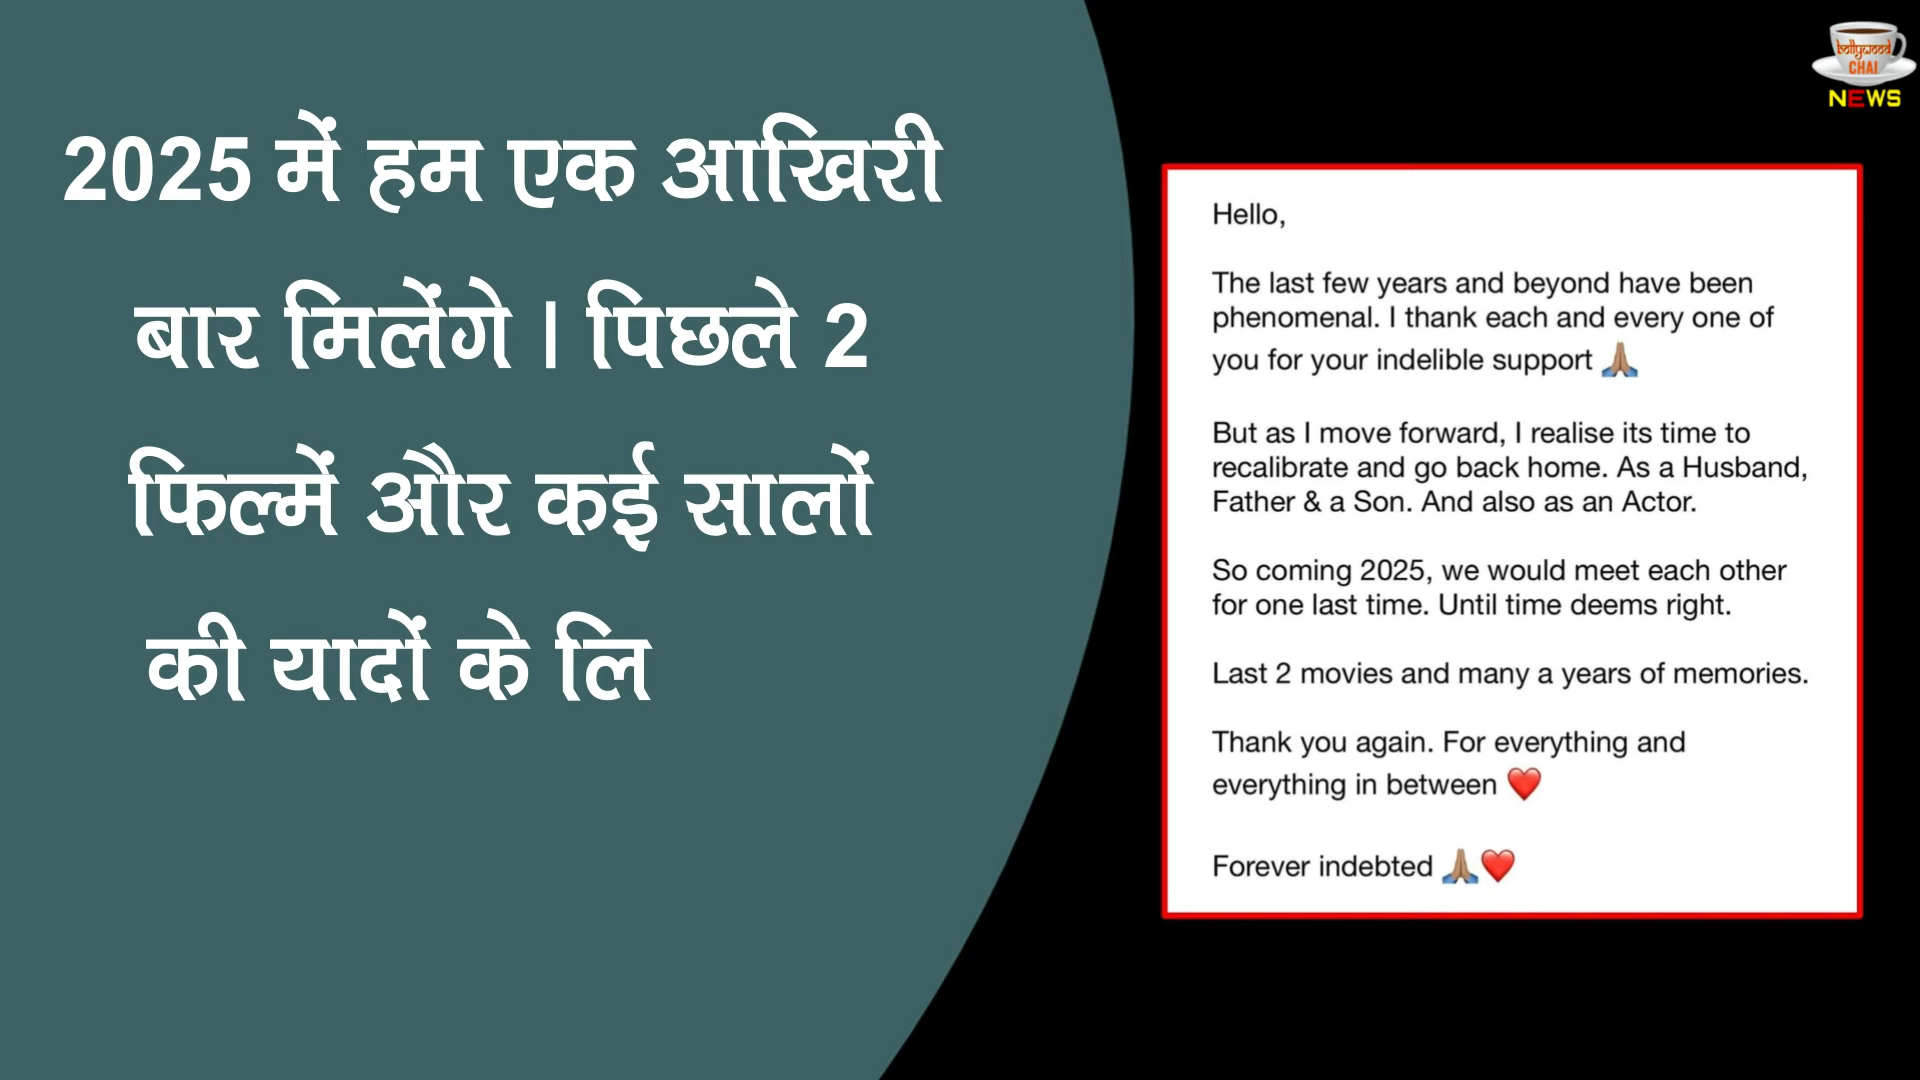 2025 में हम एक आखिरी
बार मिलेंगे । पिछले 2
फिल्में और कई सालों
की यादों के लि
bollywood
CHAI
NEWS
Hello,
The last few years and beyond have been
phenomenal. I thank each and every one of
you for your indelible support 🙏🏽
But as I move forward, I realise its time to
recalibrate and go back home. As a Husband,
Father & a Son. And also as an Actor.
So coming 2025, we would meet each other
for one last time. Until time deems right.
Last 2 movies and many a years of memories.
Thank you again. For everything and
everything in between ❤️
Forever indebted 🙏🏽❤️